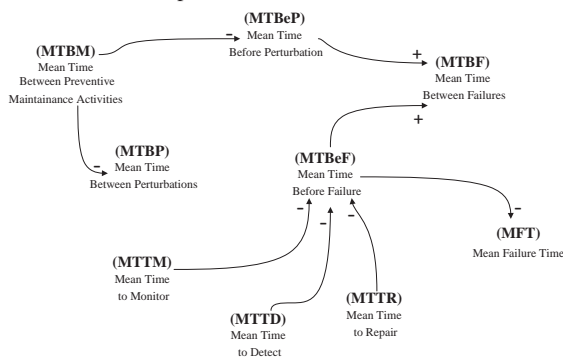 (MTBeP)
Mean Time
Before Perturbation
-
(MTBM)
Mean Time
Between Preventive
Maintainance Activities
+
(MTBF)
Mean Time
Between Failures
+
(MTBP)
Mean Time
Between Perturbations
-
(MTBeF)
Mean Time
Before Failure
-
(MFT)
Mean Failure Time
-
-
-
(MTTM)
Mean Time
to Monitor
(MTTD)
Mean Time
to Detect
(MTTR)
Mean Time
to Repair